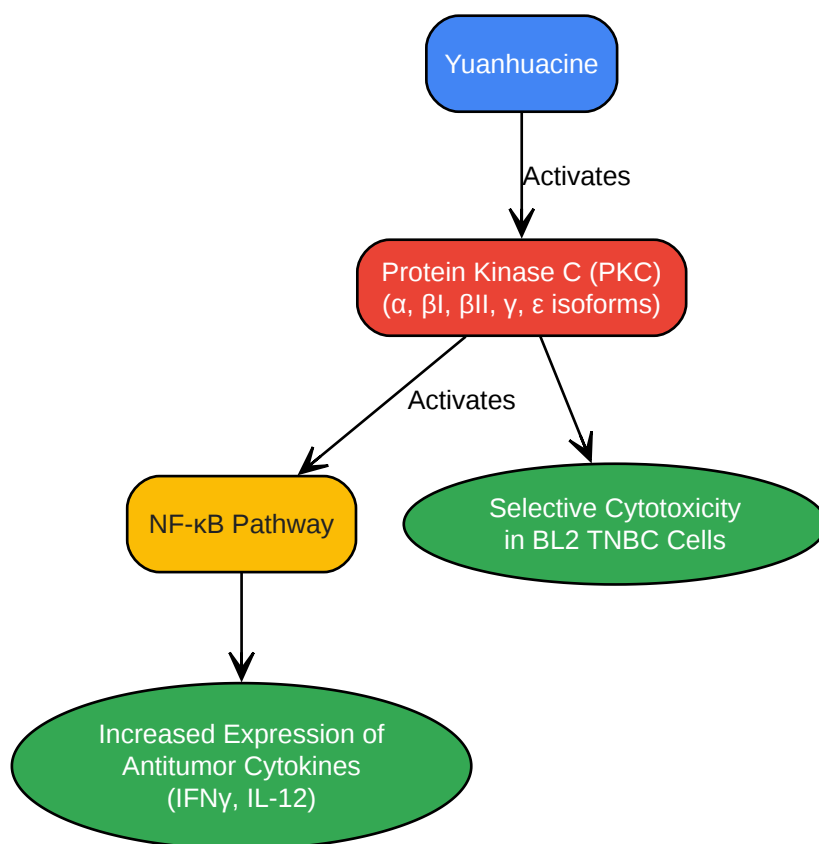 Yuanhuacine
Activates
Protein Kinase C (PKC)
(α, βI, βII, γ, ε isoforms)
Activates
NF-κB Pathway
Selective Cytotoxicity
in BL2 TNBC Cells
Increased Expression of
Antitumor Cytokines
(IFNγ, IL-12)